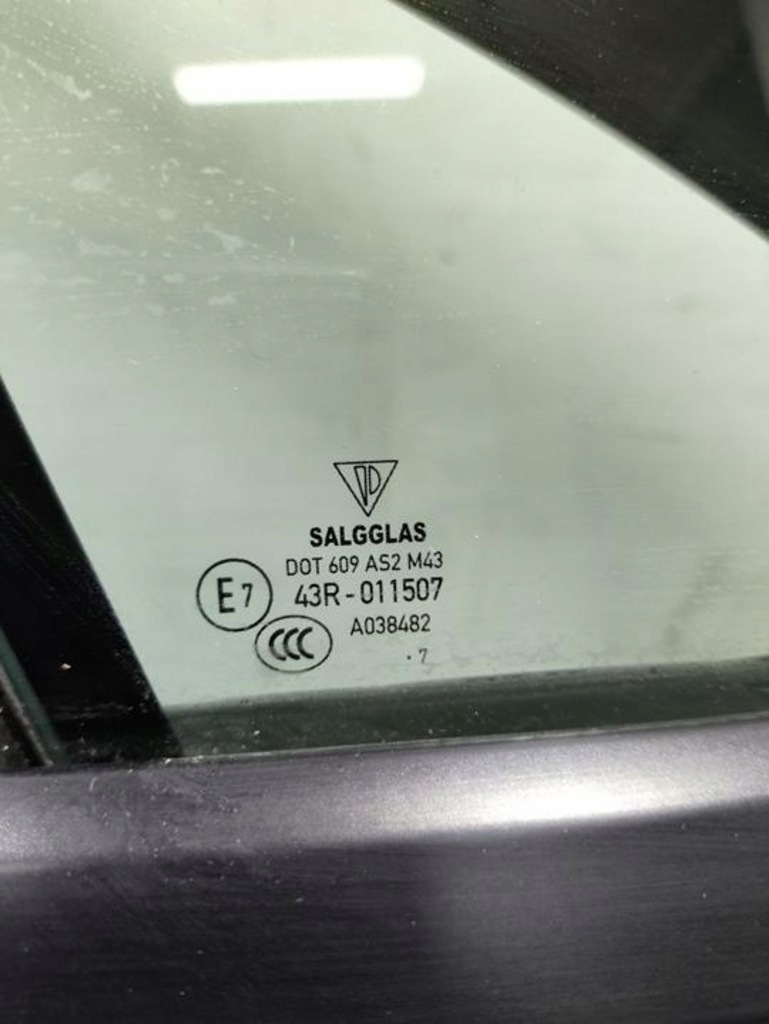 SALGGLAS
DOT 609 AS2 M43
E7 43R-011507
CCC A038482
. 7